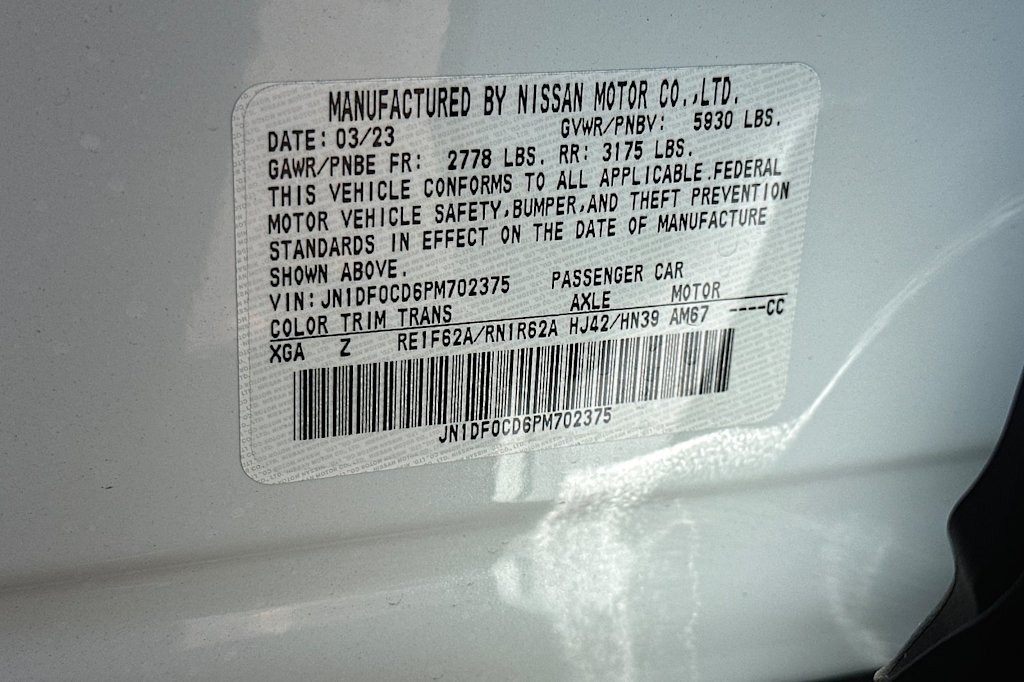 MANUFACTURED BY NISSAN MOTOR CO.,LTD.
DATE: 03/23 GVWR/PNBV: 5930 LBS.
GAWR/PNBE FR: 2778 LBS. RR: 3175 LBS.
THIS VEHICLE CONFORMS TO ALL APPLICABLE FEDERAL
MOTOR VEHICLE SAFETY,BUMPER,AND THEFT PREVENTION
STANDARDS IN EFFECT ON THE DATE OF MANUFACTURE
SHOWN ABOVE.
VIN: JN1DF0CD6PM702375 PASSENGER CAR
COLOR TRIM TRANS AXLE MOTOR
XGA Z RE1F62A/RN1R62A HJ42/HN39 AM67 ----CC
JN1DF0CD6PM702375